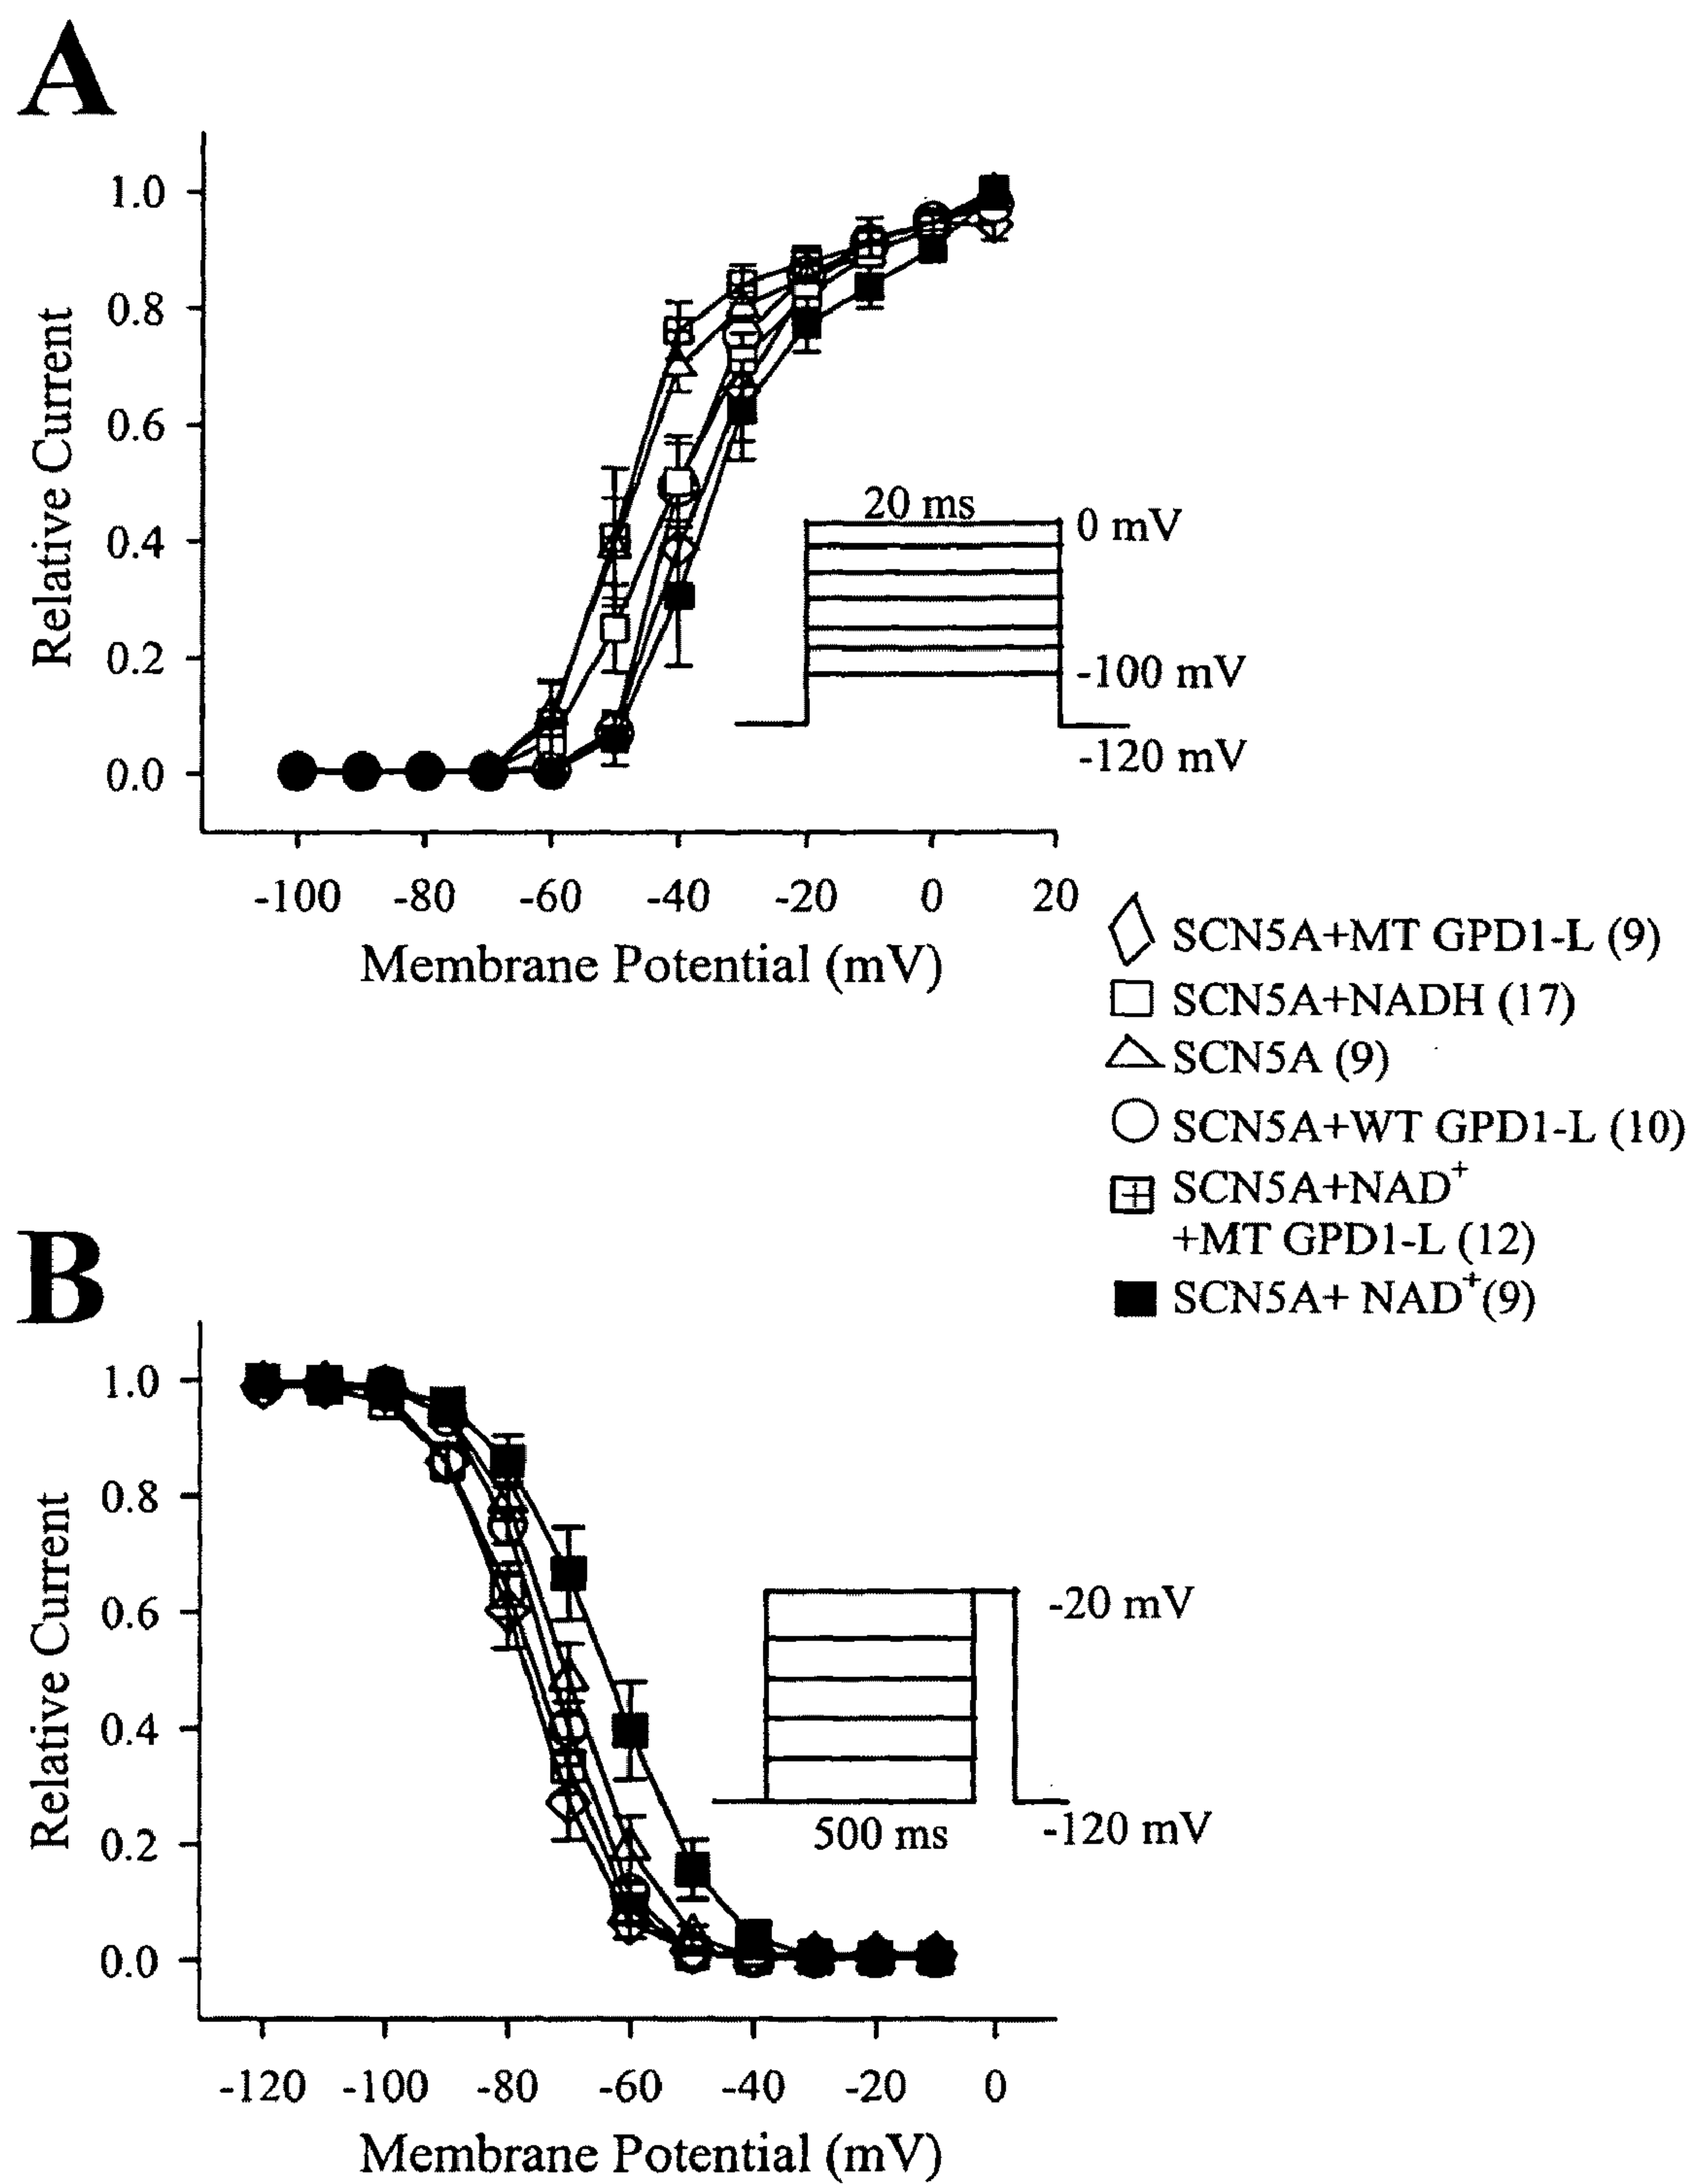 A
1.0
0.8
0.6
0.4
0.2
0.0
Relative Current
20 ms
0 mV
-100 mV
-120 mV
-100 -80 -60 -40 -20 0 20
Membrane Potential (mV)
SCN5A+MT GPD1-L (9)
SCN5A+NADH (17)
SCN5A (9)
SCN5A+WT GPD1-L (10)
SCN5A+NAD⁺
+MT GPD1-L (12)
SCN5A+ NAD⁺(9)
B
1.0
0.8
0.6
0.4
0.2
0.0
Relative Current
-20 mV
500 ms
-120 mV
-120 -100 -80 -60 -40 -20 0
Membrane Potential (mV)